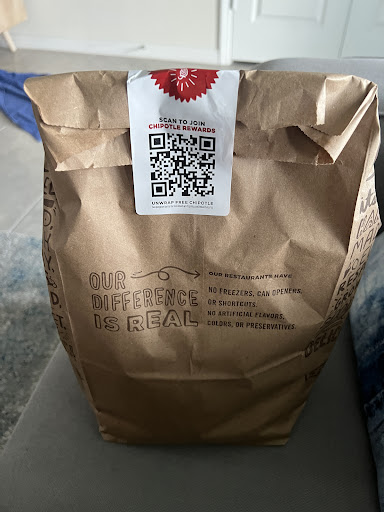 SCAN TO JOIN
CHIPOTLE REWARDS
UNWRAP FREE CHIPOTLE
OUR
DIFFERENCE
IS REAL
OUR RESTAURANTS HAVE
NO FREEZERS, CAN OPENERS,
OR SHORTCUTS.
NO ARTIFICIAL FLAVORS,
COLORS, OR PRESERVATIVES.